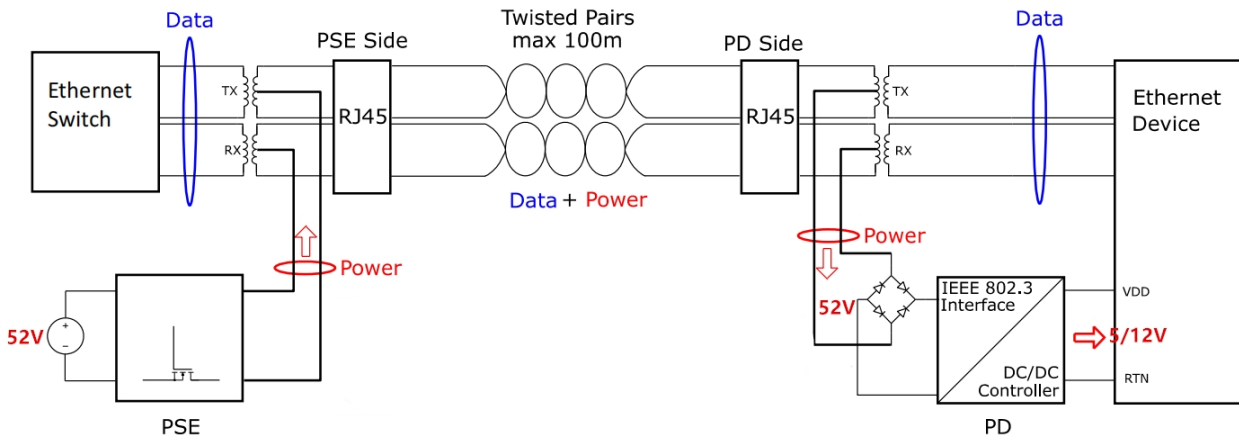 Data
Twisted Pairs
max 100m
Data
PSE Side
PD Side
Ethernet
Switch
TX
RX
RJ45
RJ45
TX
RX
Ethernet
Device
Data + Power
Power
Power
52V
+
−
PSE
52V
IEEE 802.3
Interface
DC/DC
Controller
PD
VDD
5/12V
RTN